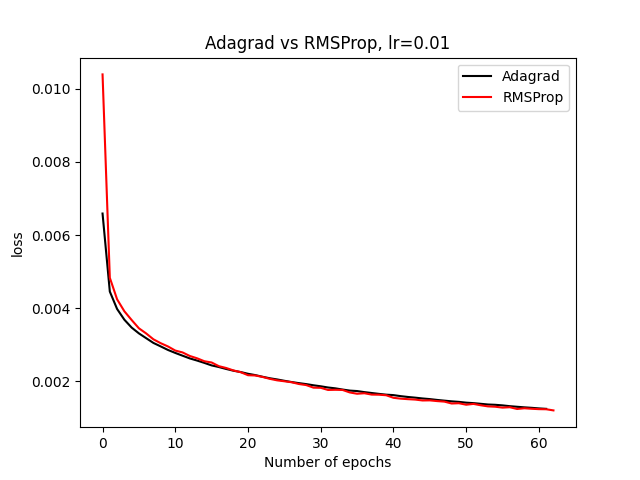 Adagrad vs RMSProp, lr=0.01
Adagrad
RMSProp
0.010
0.008
0.006
0.004
0.002
loss
0 10 20 30 40 50 60
Number of epochs